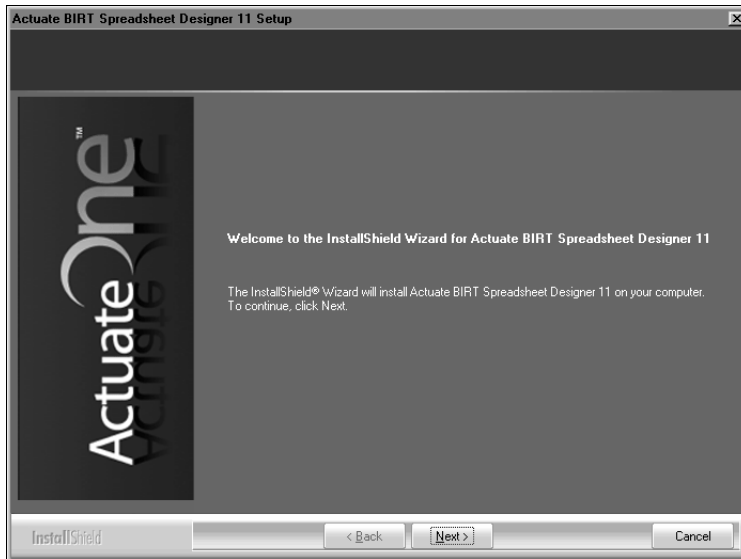 Actuate BIRT Spreadsheet Designer 11 Setup
ActuateOne™
Welcome to the InstallShield Wizard for Actuate BIRT Spreadsheet Designer 11
The InstallShield® Wizard will install Actuate BIRT Spreadsheet Designer 11 on your computer.
To continue, click Next.
InstallShield
< Back
Next >
Cancel